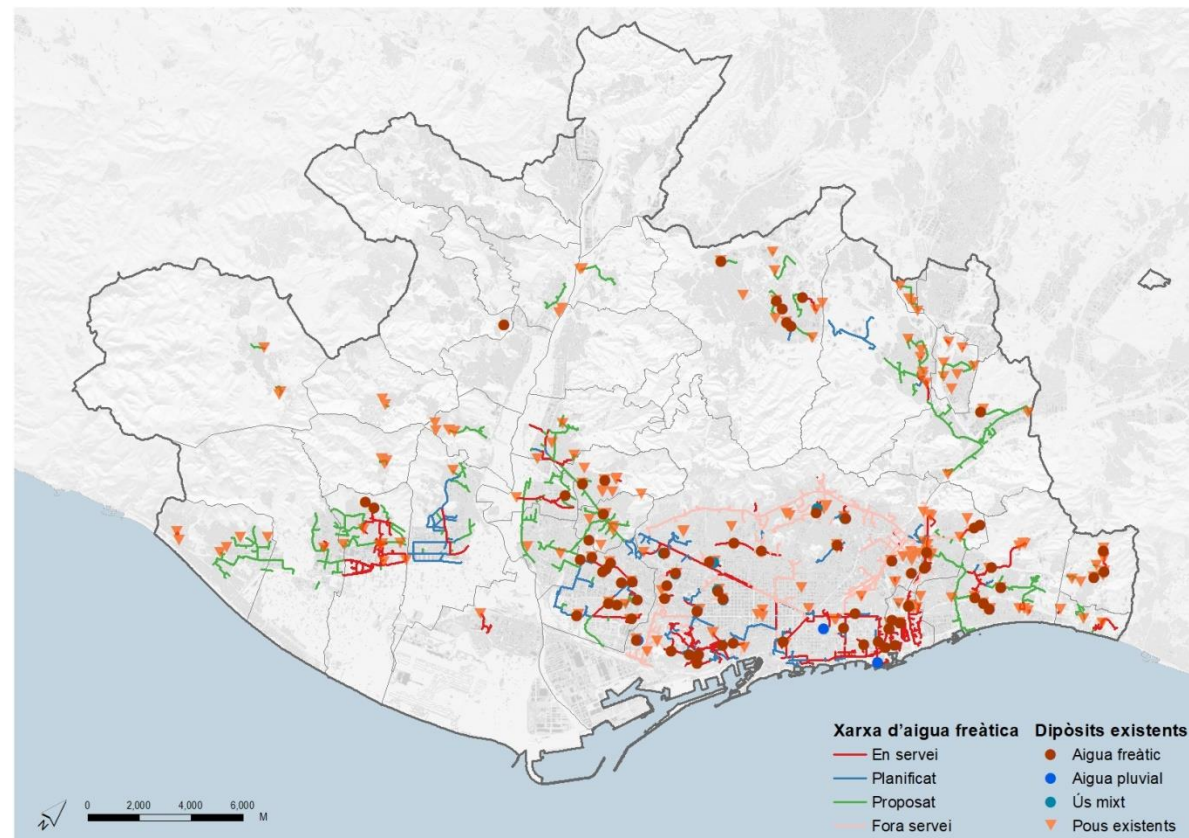 Xarxa d'aigua freàtica
En servei
Planificat
Proposat
Fora servei
Dipòsits existents
Aigua freàtic
Aigua pluvial
Ús mixt
Pous existents
N
0 2,000 4,000 6,000
M